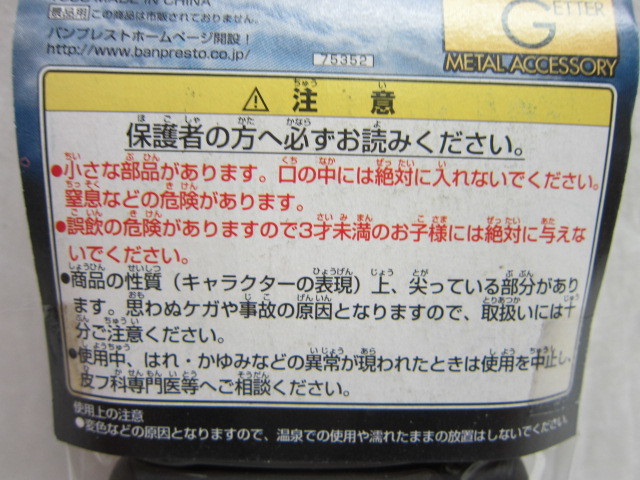 MADE IN CHINA
景品用 この商品は市販されておりません。
バンプレストホームページ開設!
http://www.banpresto.co.jp/
75352
GETTER
METAL ACCESSORY
⚠ 注意
保護者の方へ必ずお読みください。
●小さな部品があります。口の中には絶対に入れないでください。
窒息などの危険があります。
●誤飲の危険がありますので3才未満のお子様には絶対に与えな
いでください。
●商品の性質（キャラクターの表現）上、尖っている部分があり
ます。思わぬケガや事故の原因となりますので、取扱いには十
分ご注意ください。
●使用中、はれ・かゆみなどの異常が現われたときは使用を中止し、
皮フ科専門医等へご相談ください。
使用上の注意
●変色などの原因となりますので、温泉での使用や濡れたままの放置はしないでください。